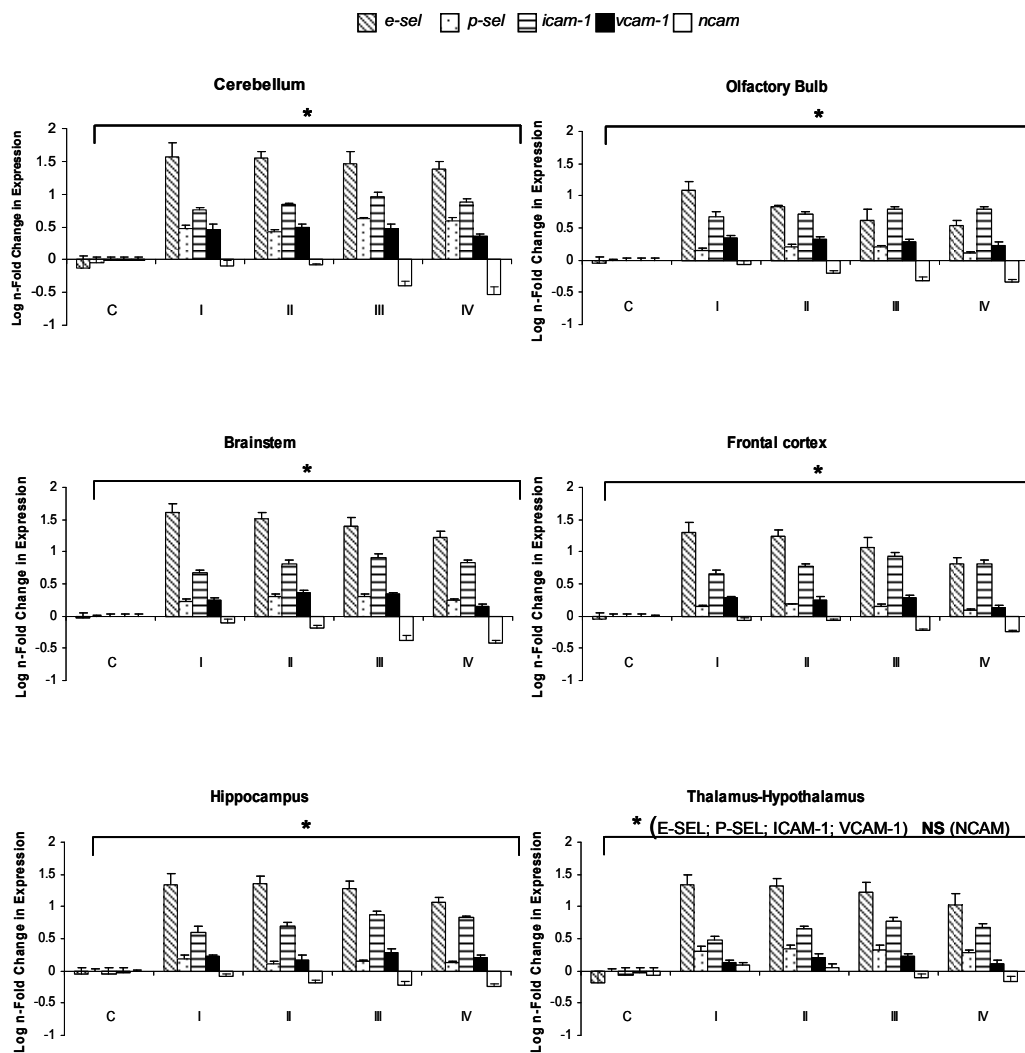 e-sel p-sel icam-1 vcam-1 ncam
Cerebellum
*
Log n-Fold Change in Expression
2
1.5
1
0.5
0
-0.5
-1
C I II III IV
Olfactory Bulb
*
Log n-Fold Change in Expression
2
1.5
1
0.5
0
-0.5
-1
C I II III IV
Brainstem
*
Log n-Fold Change in Expression
2
1.5
1
0.5
0
-0.5
-1
C I II III IV
Frontal cortex
*
Log n-Fold Change in Expression
2
1.5
1
0.5
0
-0.5
-1
C I II III IV
Hippocampus
*
Log n-Fold Change in Expression
2
1.5
1
0.5
0
-0.5
-1
C I II III IV
Thalamus-Hypothalamus
* (E-SEL; P-SEL; ICAM-1; VCAM-1) NS (NCAM)
Log n-Fold Change in Expression
2
1.5
1
0.5
0
-0.5
-1
C I II III IV